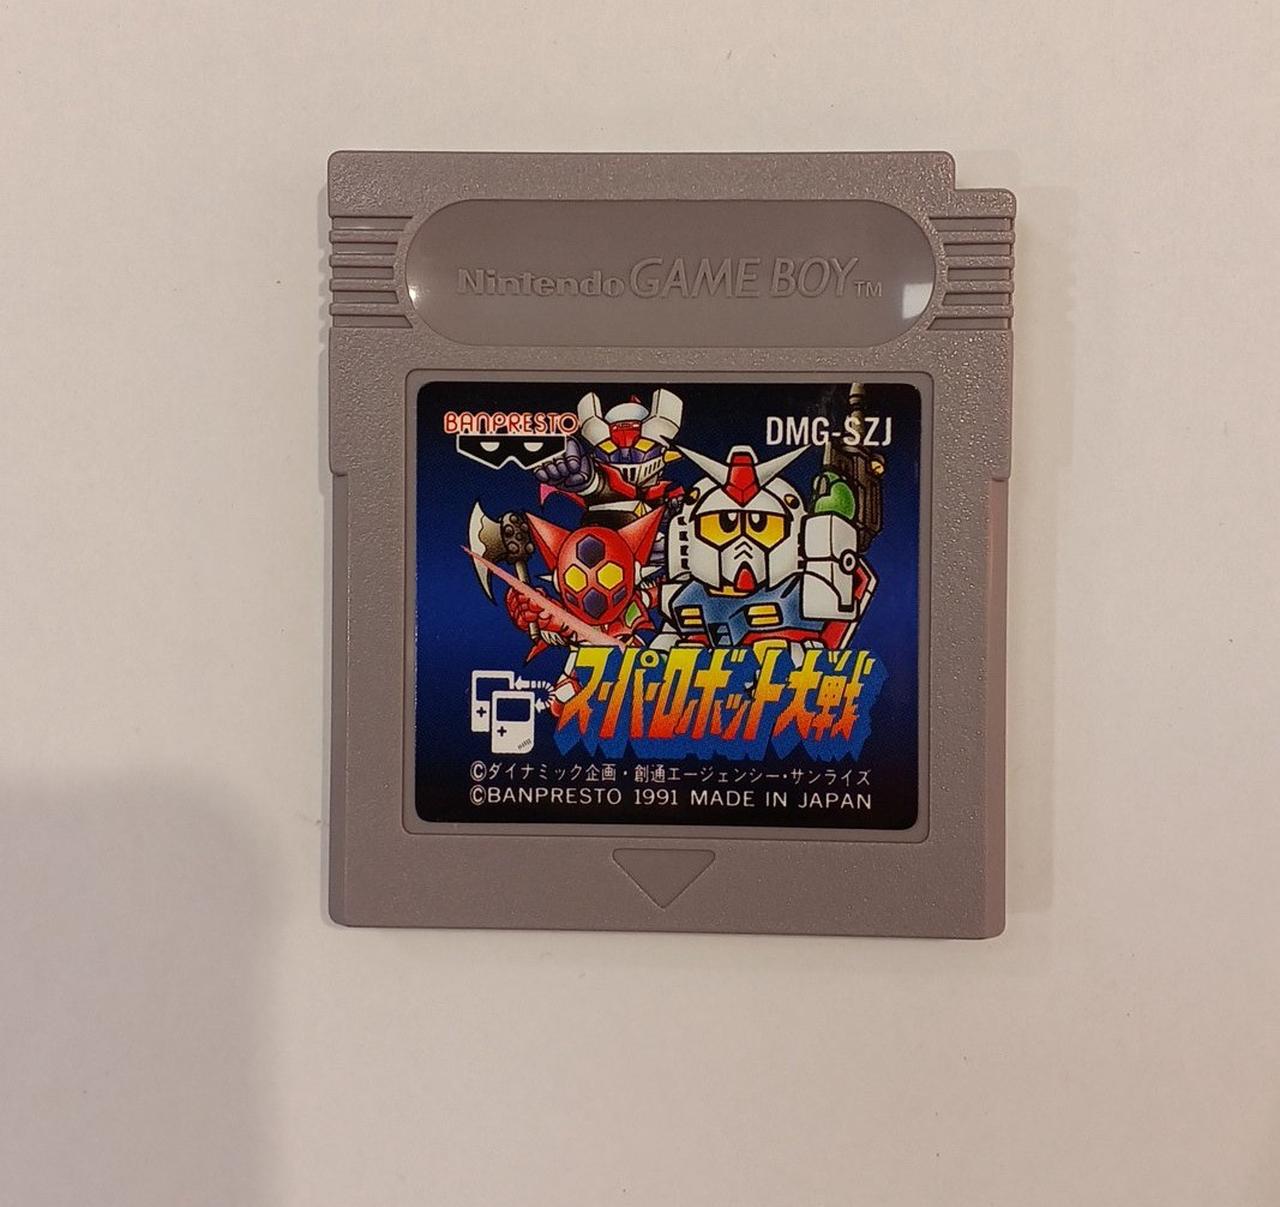 Nintendo GAME BOY TM
BANPRESTO
DMG-SZJ
スーパーロボット大戦
©ダイナミック企画・創通エージェンシー・サンライズ
©BANPRESTO 1991 MADE IN JAPAN